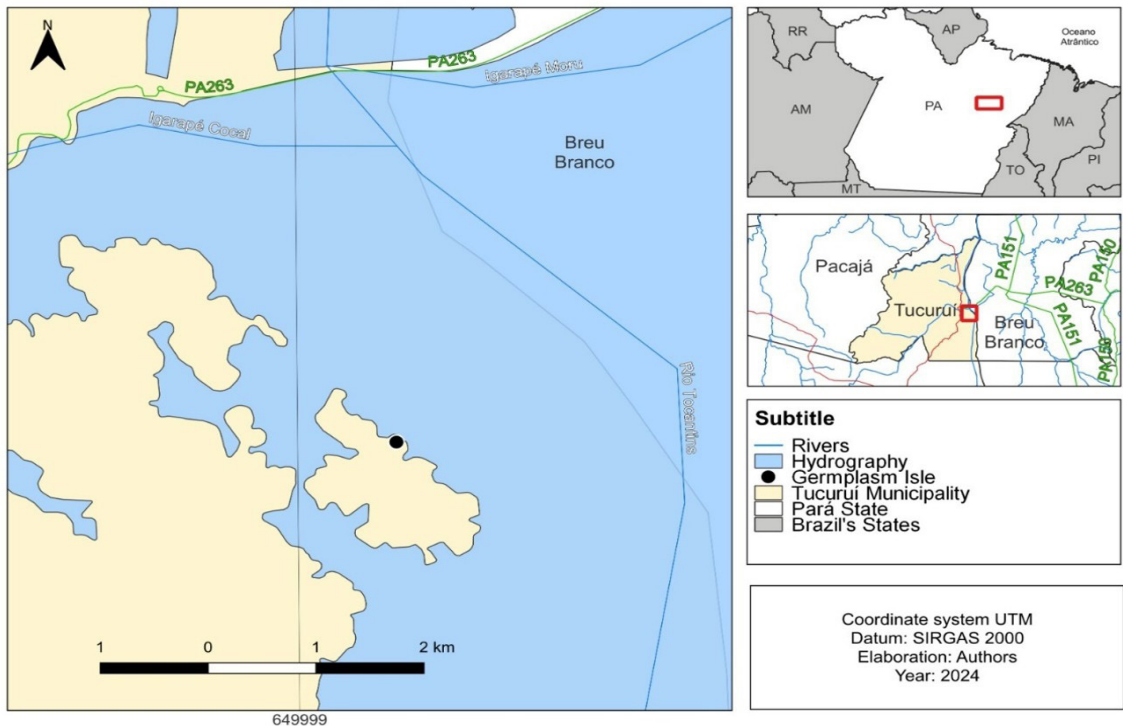 N
PA263
PA263
Igarapé Moru
Igarapé Cocal
Breu
Branco
Rio Tocantins
1 0 1 2 km
649999
RR
AP
Oceano
Atrântico
AM
PA
MA
PI
TO
MT
Pacajá
Tucuruí
Breu
Branco
PA151
PA150
PA263
PA151
PA150
Subtitle
Rivers
Hydrography
Germplasm Isle
Tucuruí Municipality
Pará State
Brazil's States
Coordinate system UTM
Datum: SIRGAS 2000
Elaboration: Authors
Year: 2024